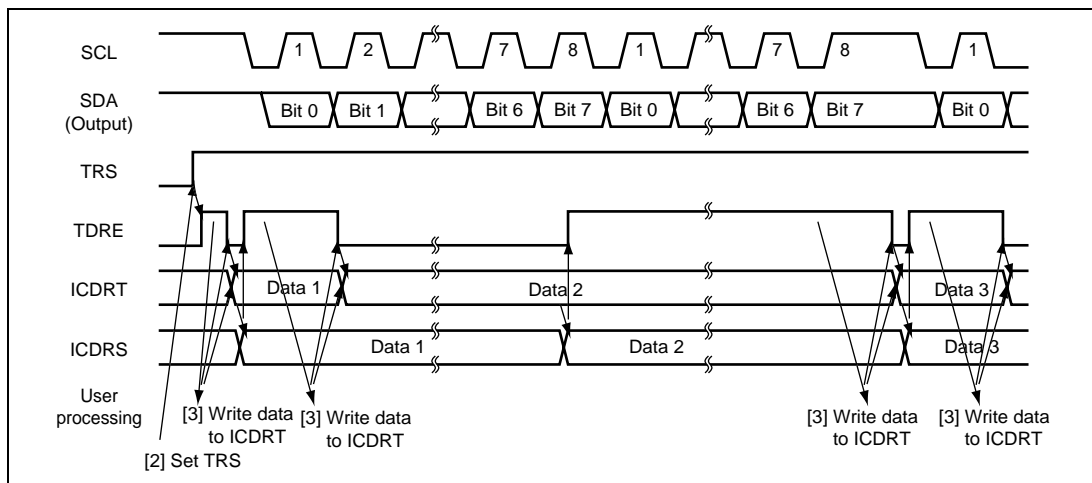 SCL 1 2 7 8 1 7 8 1
SDA
(Output) Bit 0 Bit 1 Bit 6 Bit 7 Bit 0 Bit 6 Bit 7 Bit 0
TRS
TDRE
ICDRT Data 1 Data 2 Data 3
ICDRS Data 1 Data 2 Data 3
User
processing
[3] Write data
to ICDRT
[3] Write data
to ICDRT
[3] Write data
to ICDRT
[3] Write data
to ICDRT
[2] Set TRS